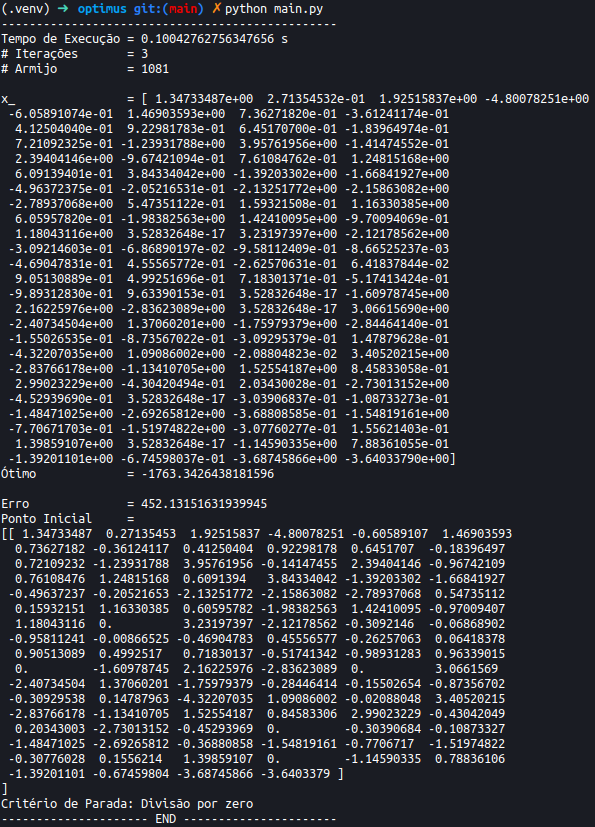 (.venv) → optimus git:(main) ✗ python main.py
----------------------------------------------
Tempo de Execução = 0.10042762756347656 s
# Iterações       = 3
# Armijo          = 1081

x_                = [ 1.34733487e+00  2.71354532e-01  1.92515837e+00 -4.80078251e+00
 -6.05891074e-01  1.46903593e+00  7.36271820e-01 -3.61241174e-01
  4.12504040e-01  9.22981783e-01  6.45170700e-01 -1.83964974e-01
  7.21092325e-01 -1.23931788e+00  3.95761956e+00 -1.41474552e-01
  2.39404146e+00 -9.67421094e-01  7.61084762e-01  1.24815168e+00
  6.09139401e-01  3.84334042e+00 -1.39203302e+00 -1.66841927e+00
 -4.96372375e-01 -2.05216531e-01 -2.13251772e+00 -2.15863082e+00
 -2.78937068e+00  5.47351122e-01  1.59321508e-01  1.16330385e+00
  6.05957820e-01 -1.98382563e+00  1.42410095e+00 -9.70094069e-01
  1.18043116e+00  3.52832648e-17  3.23197397e+00 -2.12178562e+00
 -3.09214603e-01 -6.86890197e-02 -9.58112409e-01 -8.66525237e-03
 -4.69047831e-01  4.55565772e-01 -2.62570631e-01  6.41837844e-02
  9.05130889e-01  4.99251696e-01  7.18301371e-01 -5.17413424e-01
 -9.89312830e-01  9.63390153e-01  3.52832648e-17 -1.60978745e+00
  2.16225976e+00 -2.83623089e+00  3.52832648e-17  3.06615690e+00
 -2.40734504e+00  1.37060201e+00 -1.75979379e+00 -2.84464140e-01
 -1.55026535e-01 -8.73567022e-01 -3.09295379e-01  1.47879628e-01
 -4.32207035e+00  1.09086002e+00 -2.08804823e-02  3.40520215e+00
 -2.83766178e+00 -1.13410705e+00  1.52554187e+00  8.45833058e-01
  2.99023229e+00 -4.30420494e-01  2.03430028e-01 -2.73013152e+00
 -4.52939690e-01  3.52832648e-17 -3.03906837e-01 -1.08733273e-01
 -1.48471025e+00 -2.69265812e+00 -3.68808585e-01 -1.54819161e+00
 -7.70671703e-01 -1.51974822e+00 -3.07760277e-01  1.55621403e-01
  1.39859107e+00  3.52832648e-17 -1.14590335e+00  7.88361055e-01
 -1.39201101e+00 -6.74598037e-01 -3.68745866e+00 -3.64033790e+00]
Ótimo             = -1763.3426438181596

Erro              = 452.13151631939945
Ponto Inicial     =
[[ 1.34733487  0.27135453  1.92515837 -4.80078251 -0.60589107  1.46903593
   0.73627182 -0.36124117  0.41250404  0.92298178  0.6451707  -0.18396497
   0.72109232 -1.23931788  3.95761956 -0.14147455  2.39404146 -0.96742109
   0.76108476  1.24815168  0.6091394   3.84334042 -1.39203302 -1.66841927
  -0.49637237 -0.20521653 -2.13251772 -2.15863082 -2.78937068  0.54735112
   0.15932151  1.16330385  0.60595782 -1.98382563  1.42410095 -0.97009407
   1.18043116  0.          3.23197397 -2.12178562 -0.3092146  -0.06868902
  -0.95811241 -0.00866525 -0.46904783  0.45556577 -0.26257063  0.06418378
   0.90513089  0.4992517   0.71830137 -0.51741342 -0.98931283  0.96339015
   0.         -1.60978745  2.16225976 -2.83623089  0.          3.0661569
  -2.40734504  1.37060201 -1.75979379 -0.28446414 -0.15502654 -0.87356702
  -0.30929538  0.14787963 -4.32207035  1.09086002 -0.02088048  3.40520215
  -2.83766178 -1.13410705  1.52554187  0.84583306  2.99023229 -0.43042049
   0.20343003 -2.73013152 -0.45293969  0.         -0.30390684 -0.10873327
  -1.48471025 -2.69265812 -0.36880858 -1.54819161 -0.7706717  -1.51974822
  -0.30776028  0.1556214   1.39859107  0.         -1.14590335  0.78836106
  -1.39201101 -0.67459804 -3.68745866 -3.6403379 ]
]
Critério de Parada: Divisão por zero
--------------------- END ----------------------